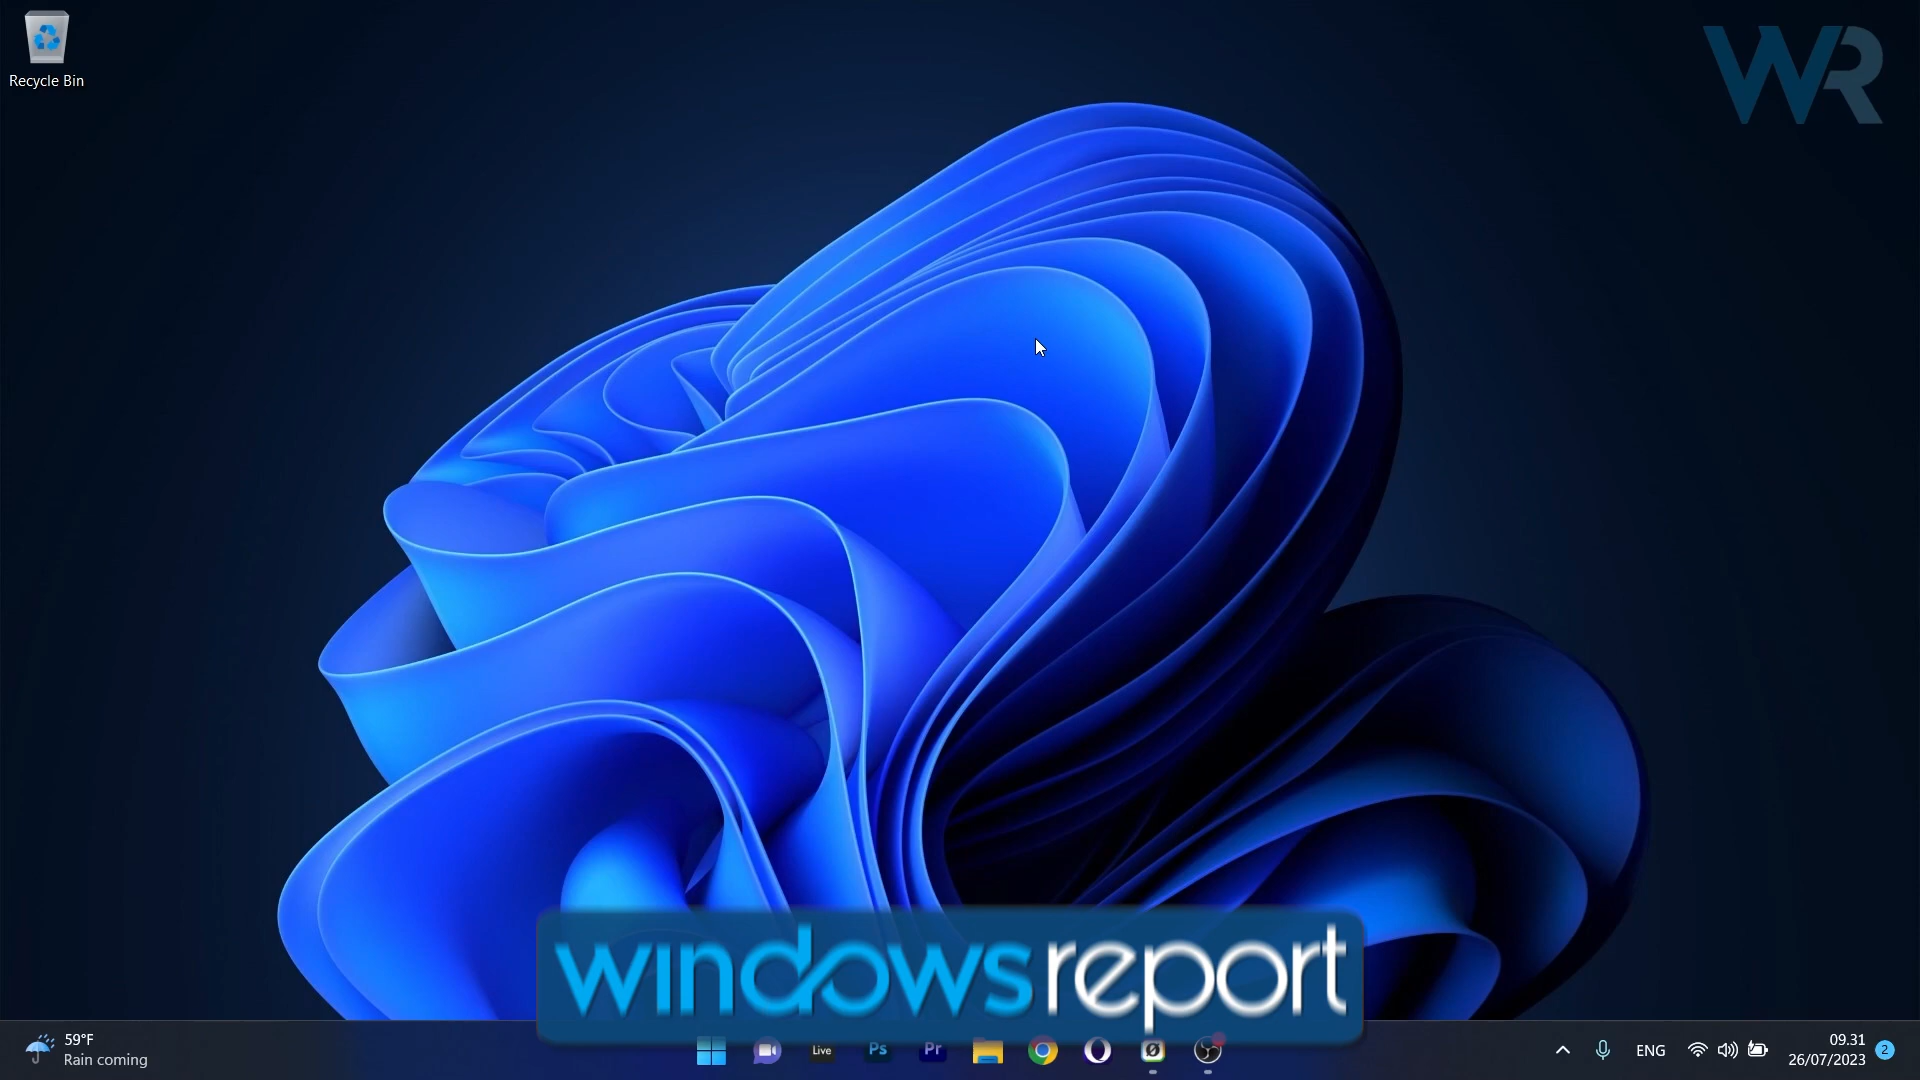 Recycle Bin
WR
windowsreport
59°F
Rain coming
Live
Ps
Pr
ENG
09.31
26/07/2023
2